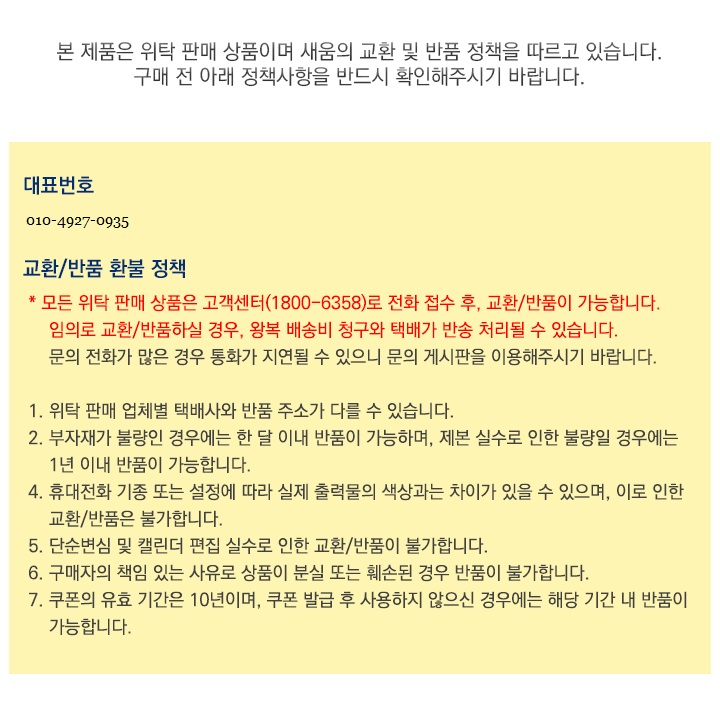 본 제품은 위탁 판매 상품이며 새움의 교환 및 반품 정책을 따르고 있습니다.
구매 전 아래 정책사항을 반드시 확인해주시기 바랍니다.
대표번호
010-4927-0935
교환/반품 환불 정책
* 모든 위탁 판매 상품은 고객센터(1800-6358)로 전화 접수 후, 교환/반품이 가능합니다.
임의로 교환/반품하실 경우, 왕복 배송비 청구와 택배가 반송 처리될 수 있습니다.
문의 전화가 많은 경우 통화가 지연될 수 있으니 문의 게시판을 이용해주시기 바랍니다.
1. 위탁 판매 업체별 택배사와 반품 주소가 다를 수 있습니다.
2. 부자재가 불량인 경우에는 한 달 이내 반품이 가능하며, 제본 실수로 인한 불량일 경우에는
1년 이내 반품이 가능합니다.
4. 휴대전화 기종 또는 설정에 따라 실제 출력물의 색상과는 차이가 있을 수 있으며, 이로 인한
교환/반품은 불가합니다.
5. 단순변심 및 캘린더 편집 실수로 인한 교환/반품이 불가합니다.
6. 구매자의 책임 있는 사유로 상품이 분실 또는 훼손된 경우 반품이 불가합니다.
7. 쿠폰의 유효 기간은 10년이며, 쿠폰 발급 후 사용하지 않으신 경우에는 해당 기간 내 반품이
가능합니다.